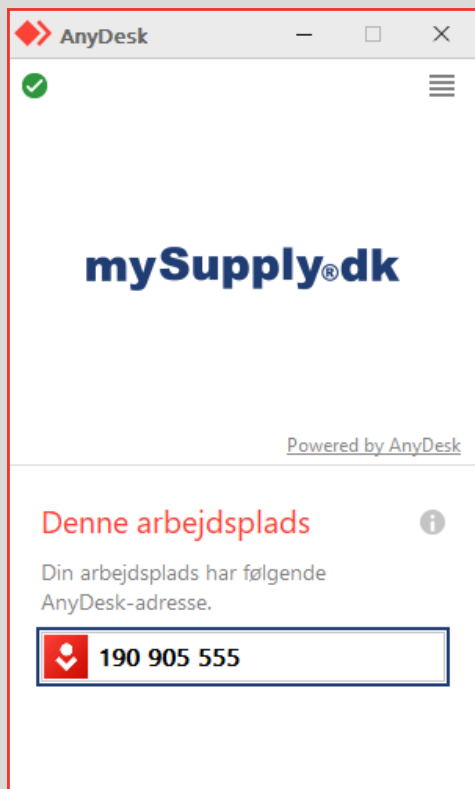 AnyDesk
mySupply®dk
Powered by AnyDesk
Denne arbejdsplads
Din arbejdsplads har følgende
AnyDesk-adresse.
190 905 555